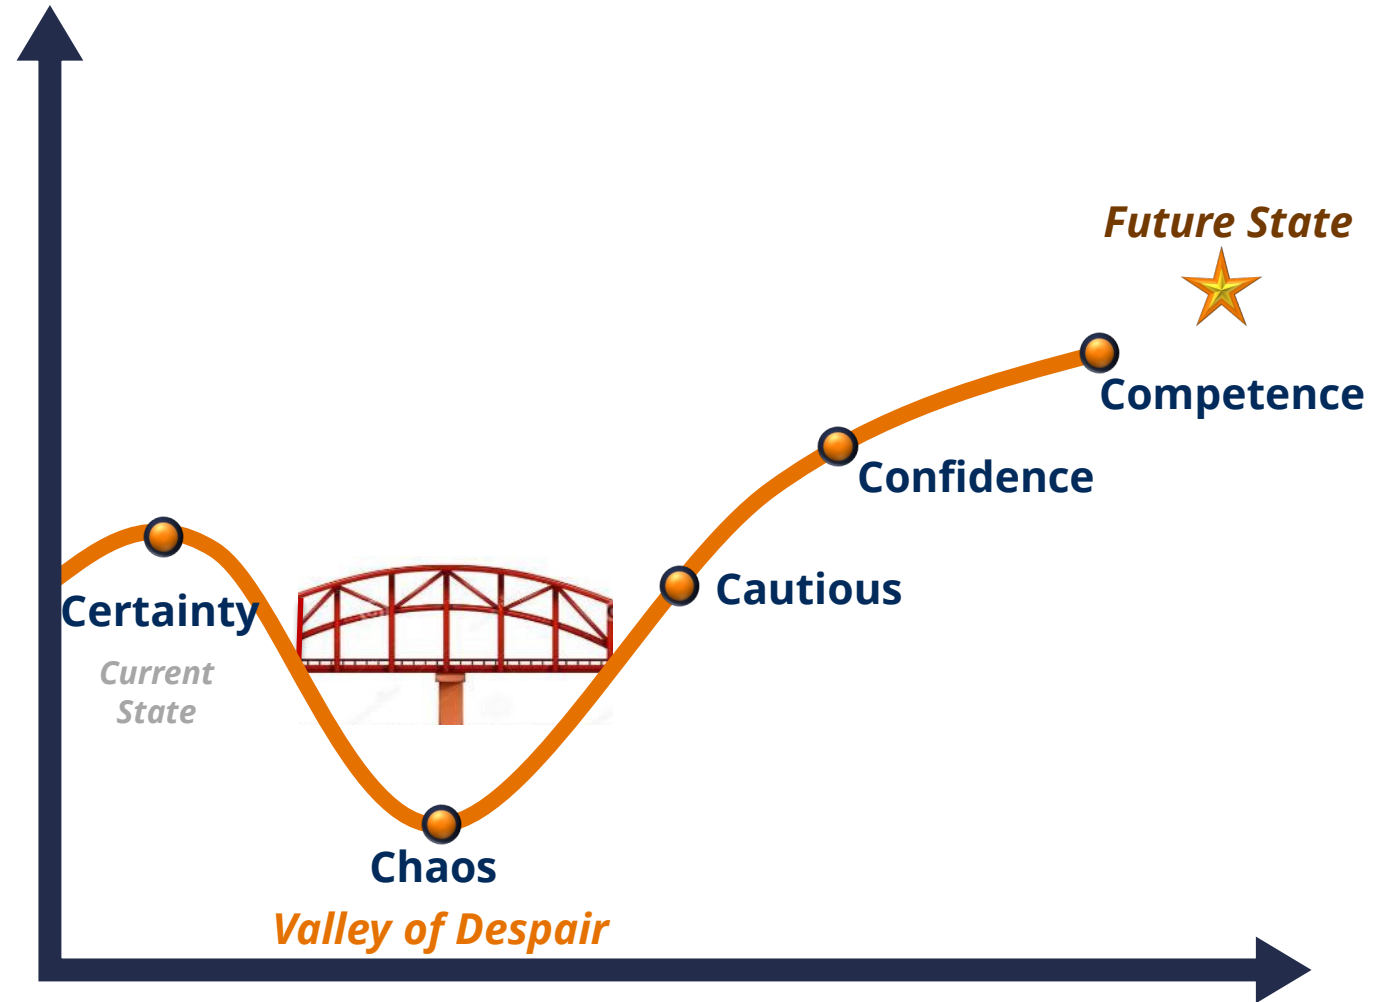 Future State
Competence
Confidence
Cautious
Certainty
Current
State
Chaos
Valley of Despair